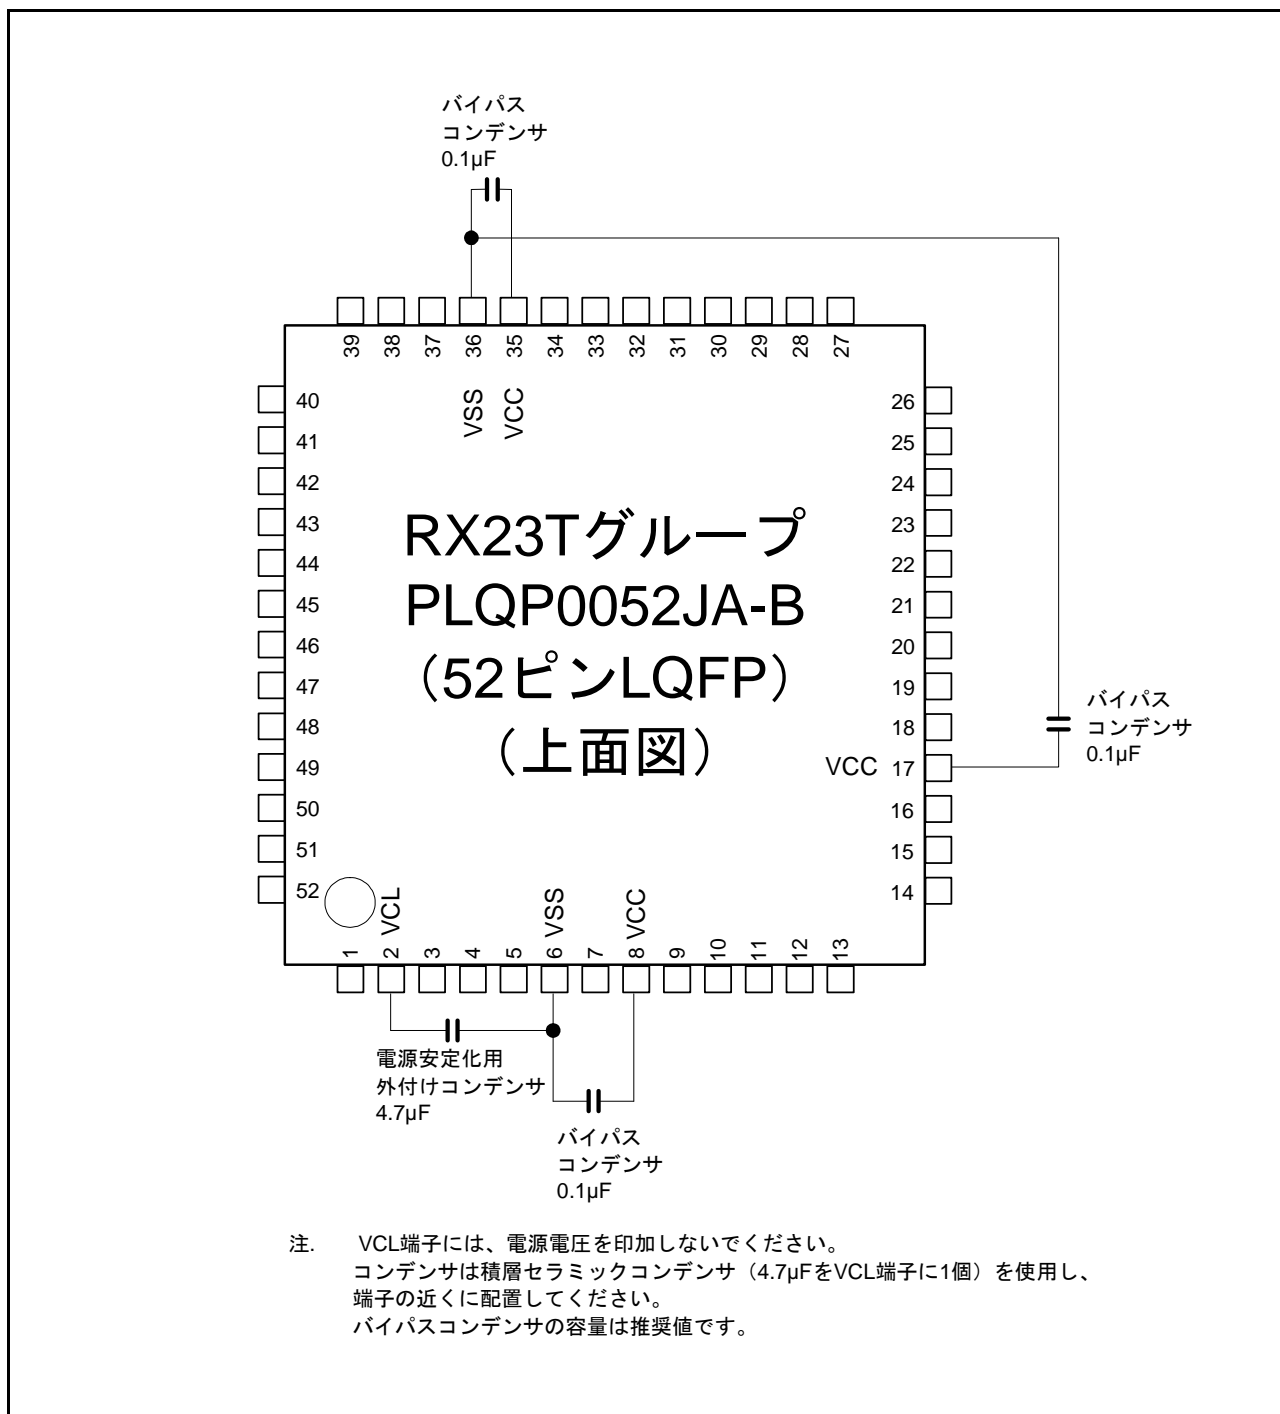 バイパス
コンデンサ
0.1µF
39 38 37 36 35 34 33 32 31 30 29 28 27
VSS VCC
40
41
42
43
44
45
46
47
48
49
50
51
52
26
25
24
23
22
21
20
19
18
VCC 17
16
15
14
RX23Tグループ
PLQP0052JA-B
（52ピンLQFP）
（上面図）
バイパス
コンデンサ
0.1µF
VCL VSS VCC
1 2 3 4 5 6 7 8 9 10 11 12 13
電源安定化用
外付けコンデンサ
4.7µF
バイパス
コンデンサ
0.1µF
注. VCL端子には、電源電圧を印加しないでください。
コンデンサは積層セラミックコンデンサ（4.7µFをVCL端子に1個）を使用し、
端子の近くに配置してください。
バイパスコンデンサの容量は推奨値です。